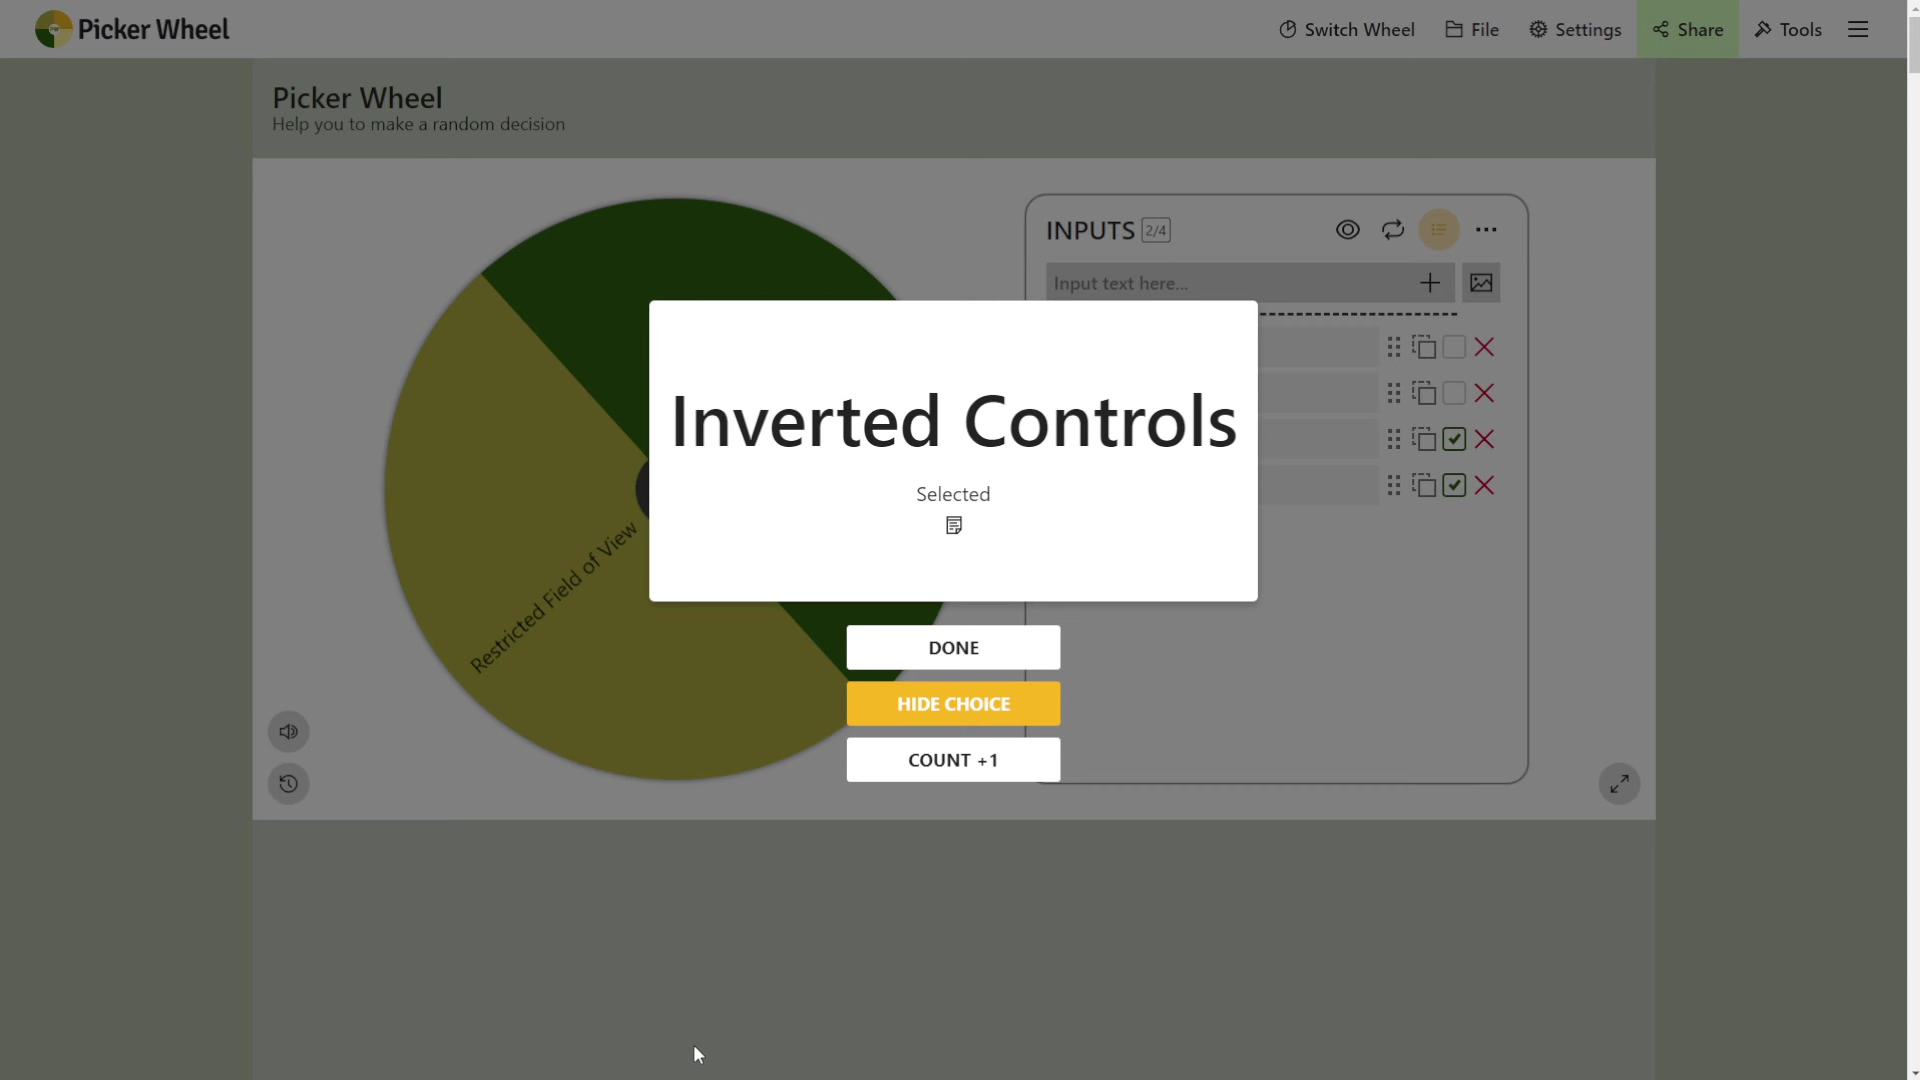 Picker Wheel
Switch Wheel
File
Settings
Share
Tools
Picker Wheel
Help you to make a random decision
INPUTS 2/4
Input text here...
Restricted Field of View
Inverted Controls
Selected
DONE
HIDE CHOICE
COUNT +1